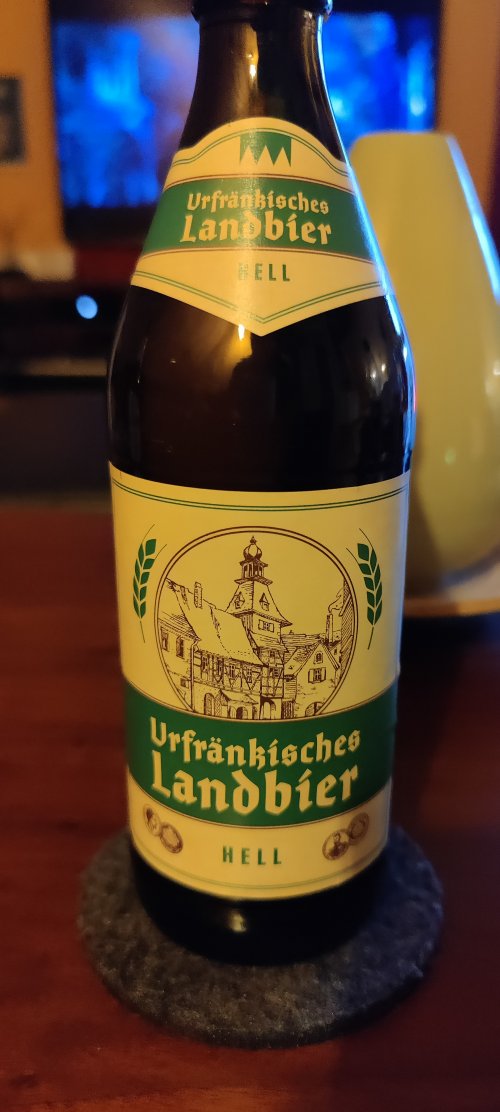 Urfränkisches
Landbier
HELL
Urfränkisches
Landbier
HELL